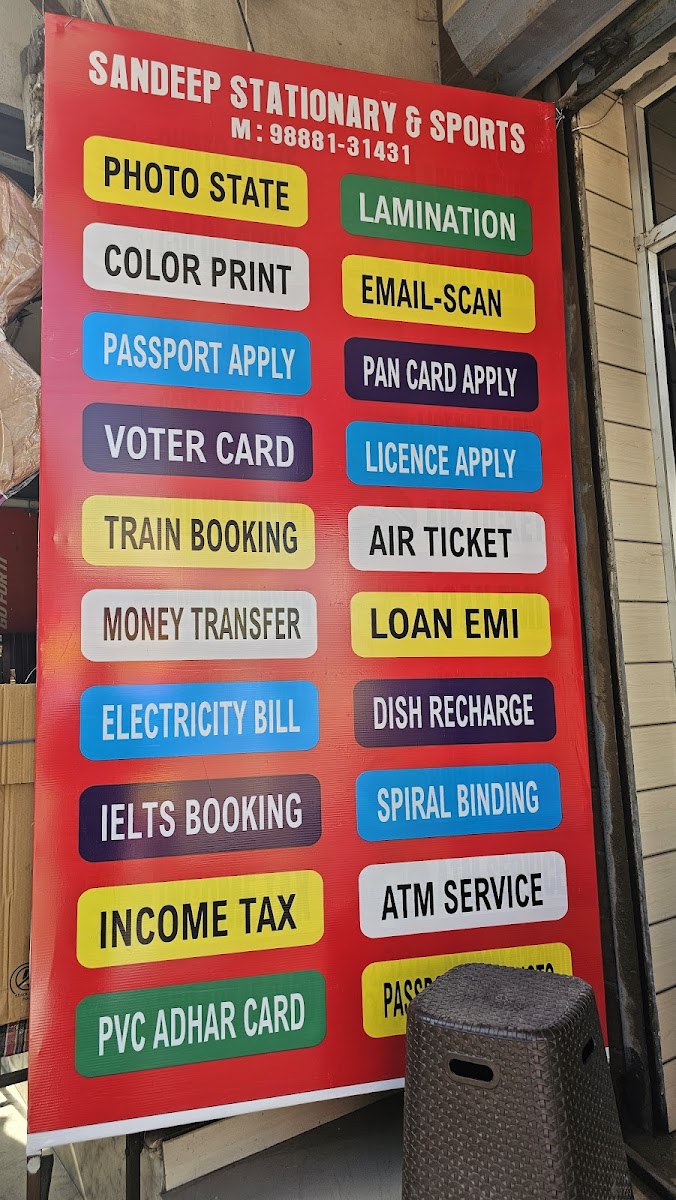 SANDEEP STATIONARY & SPORTS
M: 98881-31431
PHOTO STATE
LAMINATION
COLOR PRINT
EMAIL-SCAN
PASSPORT APPLY
PAN CARD APPLY
VOTER CARD
LICENCE APPLY
TRAIN BOOKING
AIR TICKET
MONEY TRANSFER
LOAN EMI
ELECTRICITY BILL
DISH RECHARGE
IELTS BOOKING
SPIRAL BINDING
INCOME TAX
ATM SERVICE
PVC ADHAR CARD